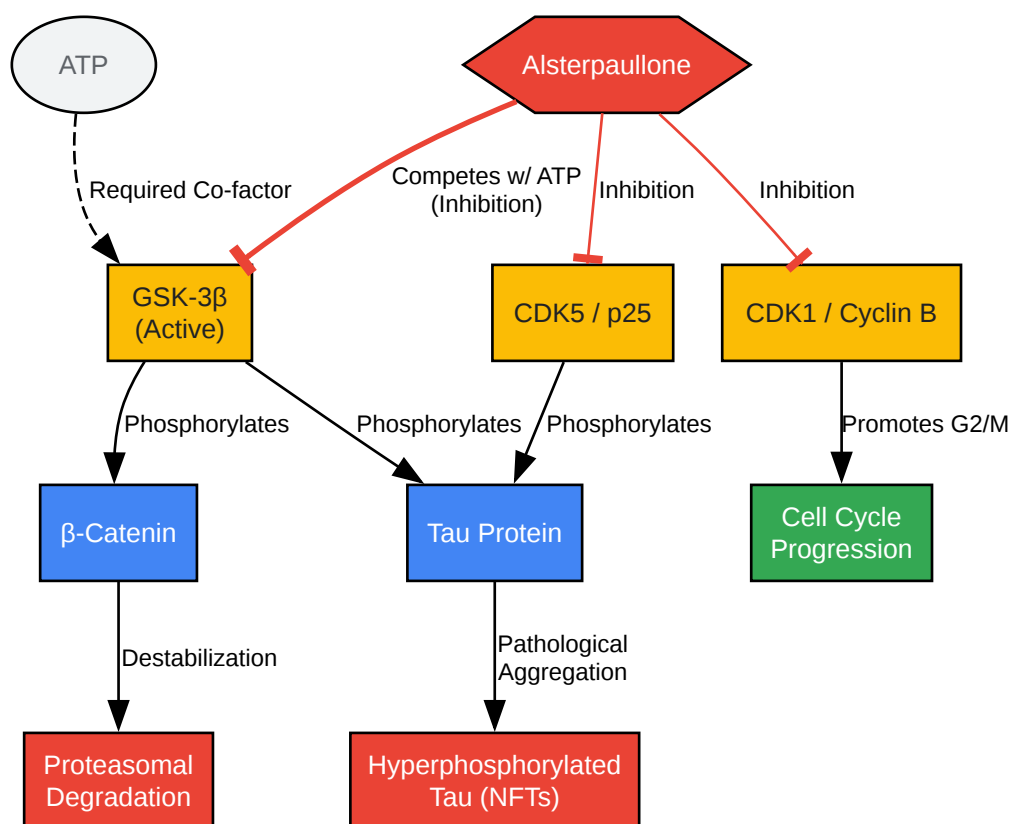 ATP
Alsterpaullone
Required Co-factor
Competes w/ ATP
(Inhibition)
Inhibition
Inhibition
GSK-3β
(Active)
CDK5 / p25
CDK1 / Cyclin B
Phosphorylates
Phosphorylates
Phosphorylates
Promotes G2/M
β-Catenin
Tau Protein
Cell Cycle
Progression
Destabilization
Pathological
Aggregation
Proteasomal
Degradation
Hyperphosphorylated
Tau (NFTs)